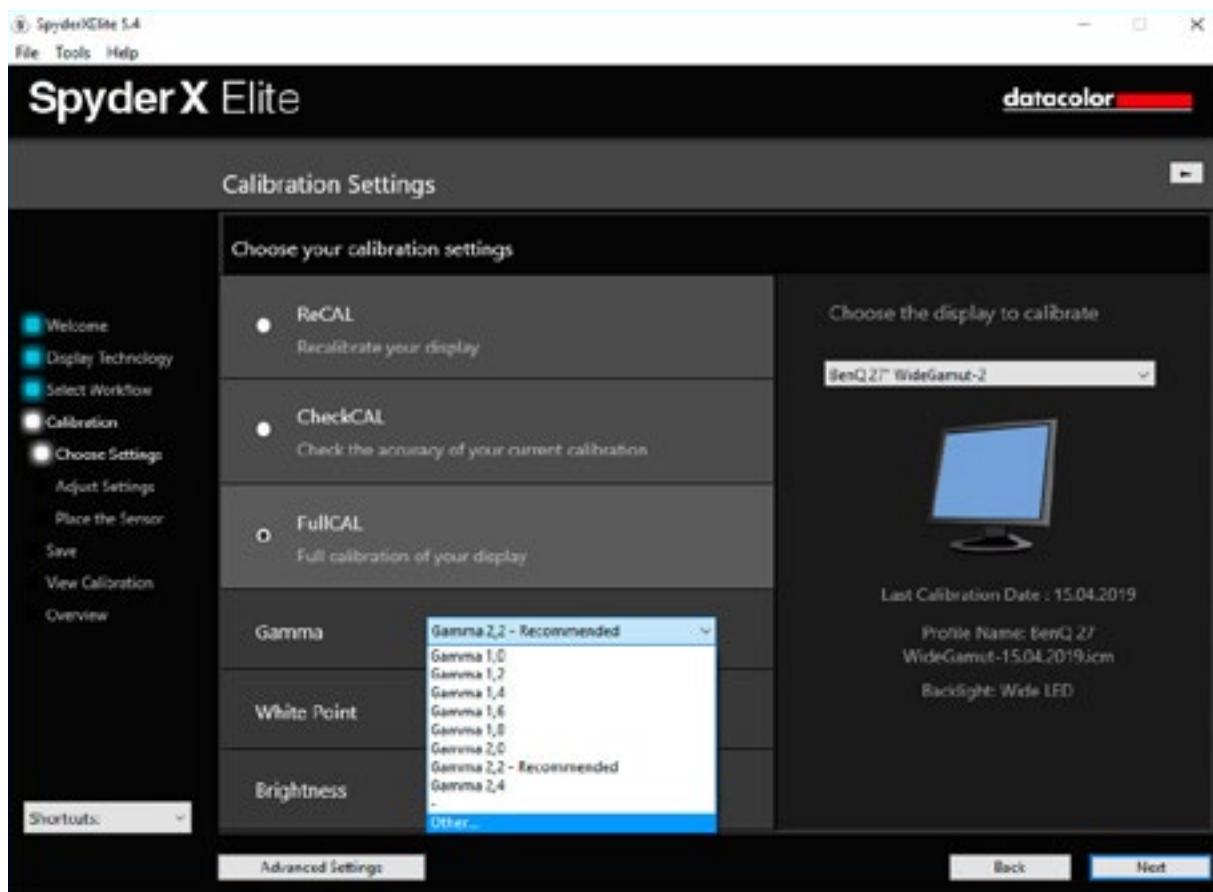 SpyderXElite 5.4
File Tools Help
SpyderX Elite
datacolor
Calibration Settings
Choose your calibration settings
Welcome
Display Technology
Select Workflow
Calibration
Choose Settings
Adjust Settings
Place the Sensor
Save
View Calibration
Overview
Shortcuts:
ReCAL
Recalibrate your display
CheckCAL
Check the accuracy of your current calibration
FullCAL
Full calibration of your display
Gamma
Gamma 2,2 - Recommended
Gamma 1,0
Gamma 1,2
Gamma 1,4
Gamma 1,6
Gamma 1,8
Gamma 2,0
Gamma 2,2 - Recommended
Gamma 2,4
-
Other...
White Point
Brightness
Choose the display to calibrate
BenQ 27" WideGamut-2
Last Calibration Date : 15.04.2019
Profile Name: BenQ 27
WideGamut-15.04.2019.icm
Backlight: Wide LED
Advanced Settings
Back
Next